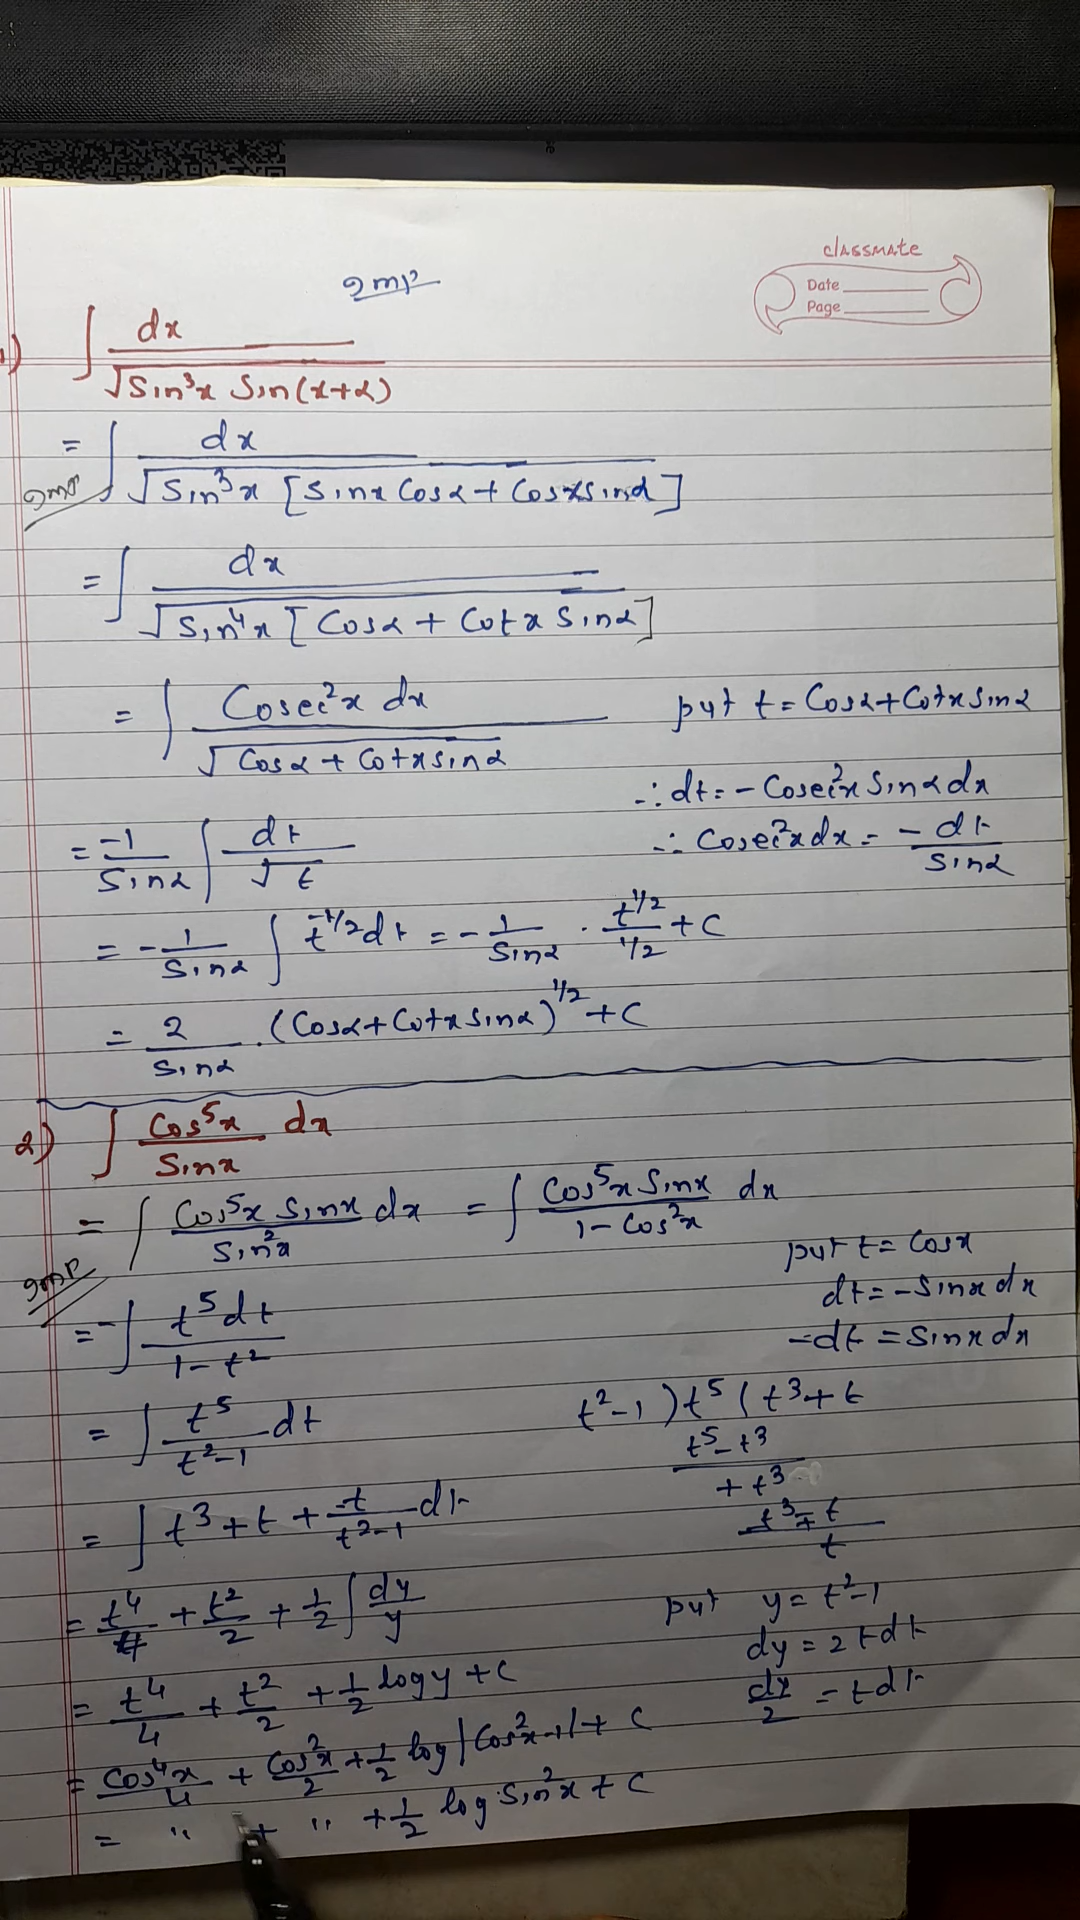 classmate
Date
Page
Imp
1) ∫ dx / √(Sin³x Sin(x+α))
= ∫ dx / √(Sin³x [Sinx Cosα + Cosx sinα])
Imp
= ∫ dx / √(Sin⁴x [Cosα + Cotx Sinα])
= ∫ Cosec²x dx / √(Cosα + Cotx sinα) put t = Cosα + Cotx sinα
∴ dt = - Cosec²x Sinα dx
= -1/Sinα ∫ dt/√t ∴ Cosec²x dx = - dt/Sinα
= - 1/Sinα ∫ t^(-1/2) dt = - 1/Sinα · t^(1/2)/(1/2) + C
= 2/Sinα · (Cosα + Cotx Sinα)^(1/2) + C
2) ∫ Cos⁵x/Sinx dx
= ∫ Cos⁵x Sinx/Sin²x dx = ∫ Cos⁵x Sinx/(1 - Cos²x) dx
Imp
put t = Cosx
dt = - Sinx dx
= - ∫ t⁵ dt/(1 - t²) - dt = Sinx dx
= ∫ t⁵/(t² - 1) dt t² - 1 ) t⁵ ( t³ + t
t⁵ - t³
+ t³
= ∫ t³ + t + t/(t² - 1) dt t³ - t
t
= t⁴/4 + t²/2 + 1/2 ∫ dy/y put y = t² - 1
dy = 2t dt
= t⁴/4 + t²/2 + 1/2 log y + C dy/2 = t dt
= Cos⁴x/4 + Cos²x/2 + 1/2 log |Cos²x - 1| + C
= " + " + 1/2 log Sin²x + C